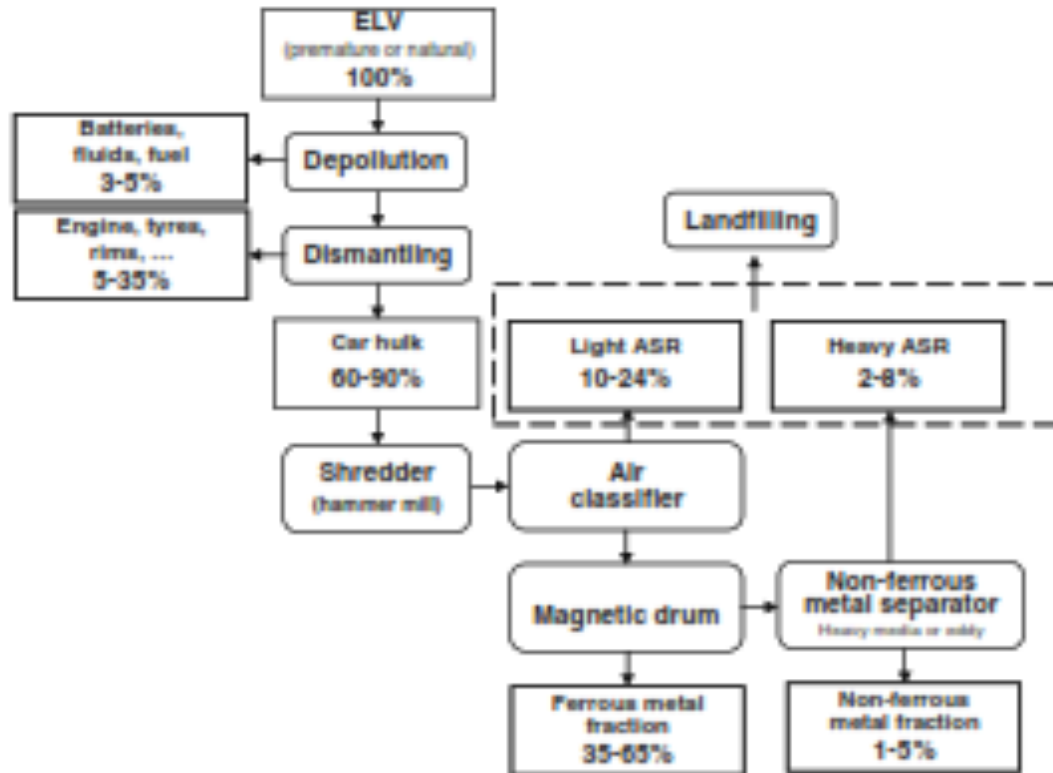 ELV
(premature or natural)
100%
Batteries,
fluids, fuel
3-5%
Depollution
Engine, tyres,
rims, ...
5-35%
Dismantling
Landfilling
Car hulk
60-90%
Light ASR
10-24%
Heavy ASR
2-8%
Shredder
(hammer mill)
Air
classifier
Magnetic drum
Non-ferrous
metal separator
Heavy media or eddy
Ferrous metal
fraction
35-65%
Non-ferrous
metal fraction
1-5%